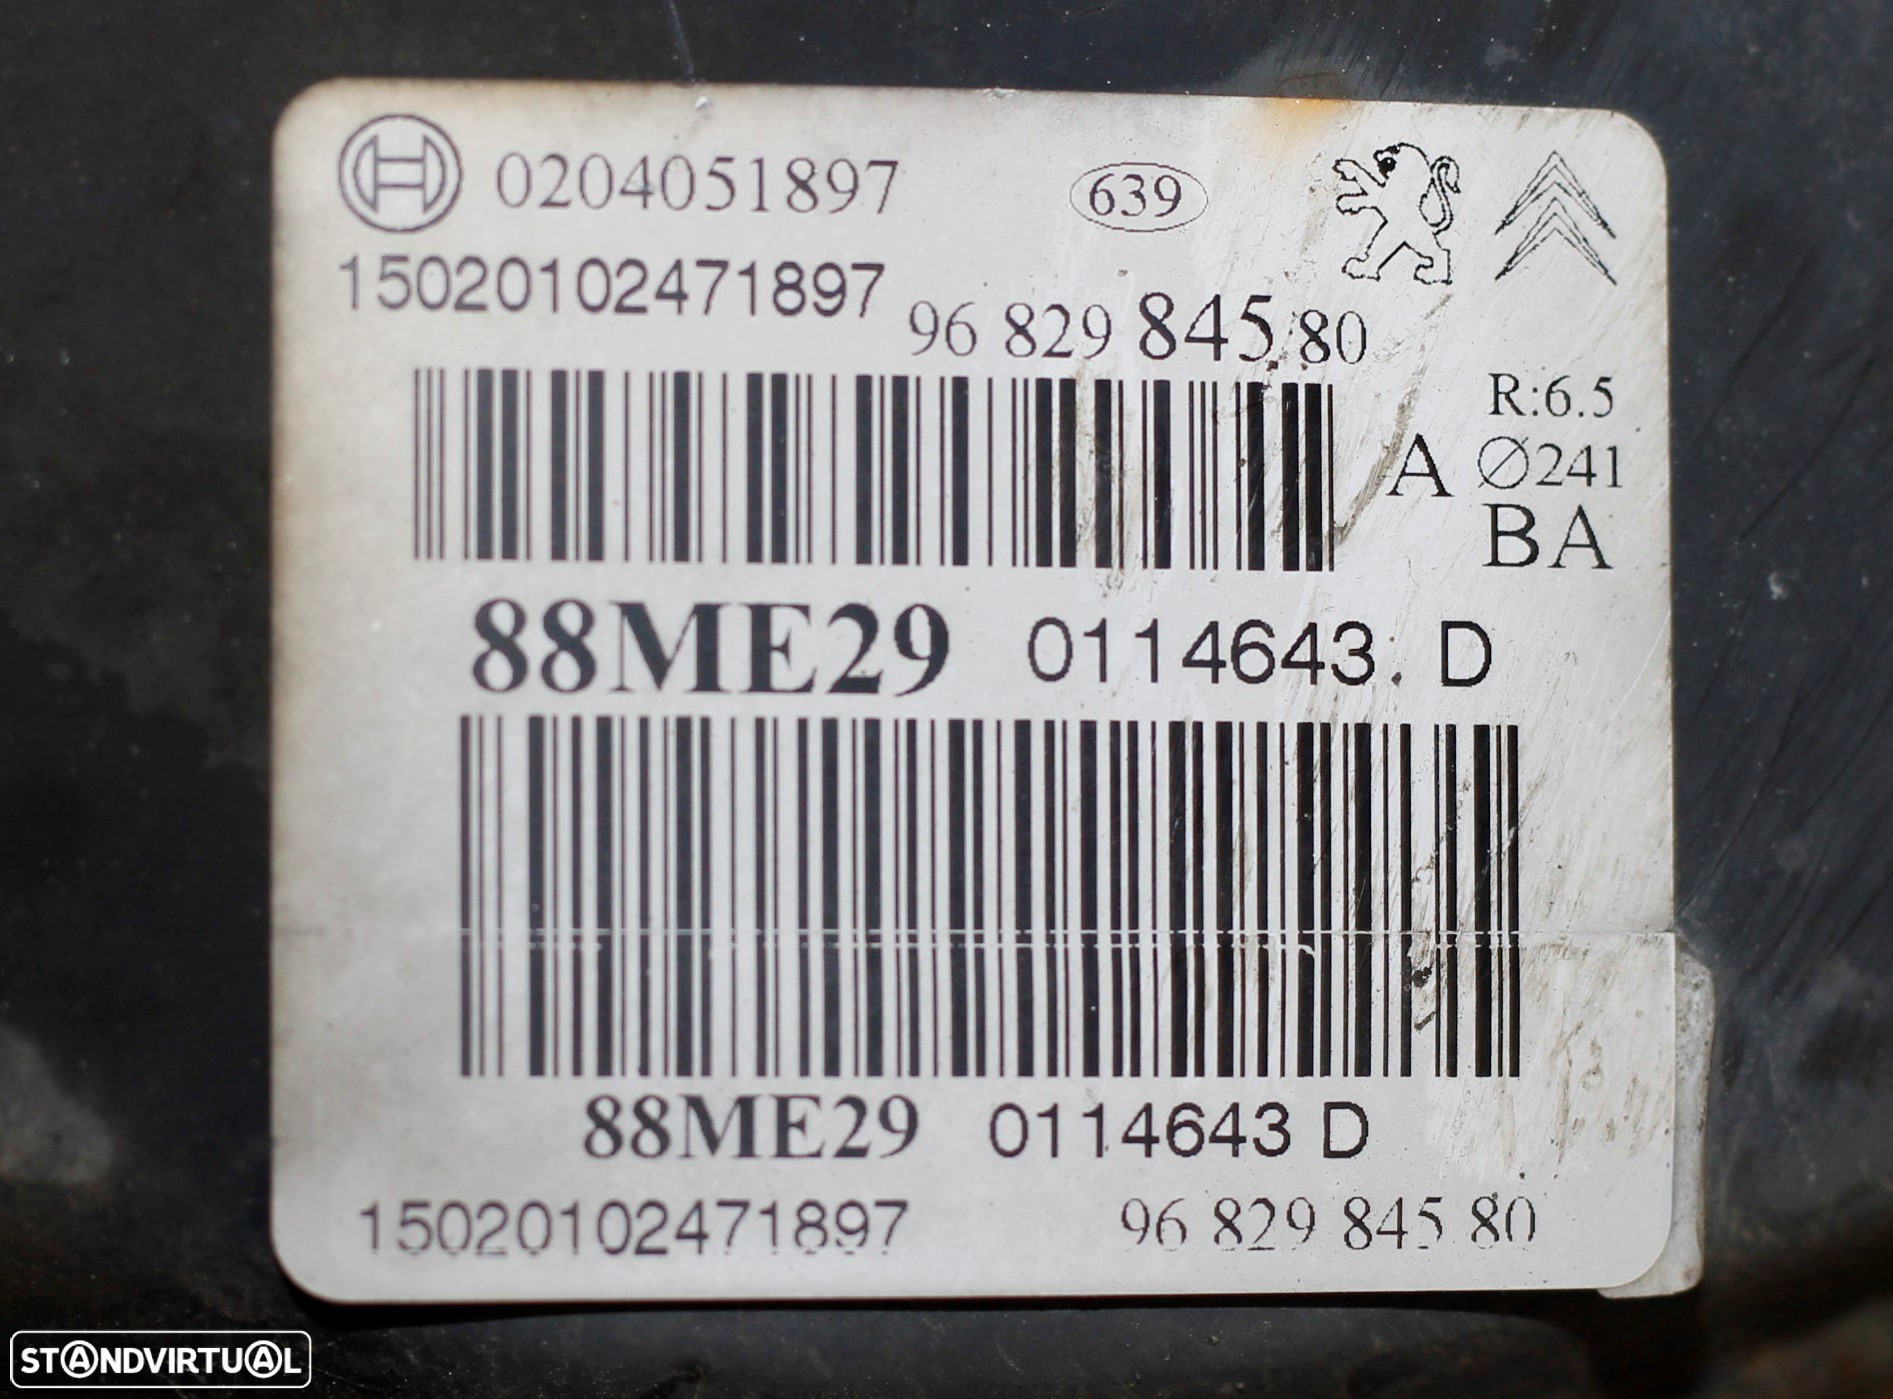 0204051897 639
15020102471897
96 829 845 80
R:6.5
A Ø241
BA
88ME29 0114643 D
88ME29 0114643 D
15020102471897 96 829 845 80
STANDVIRTUAL